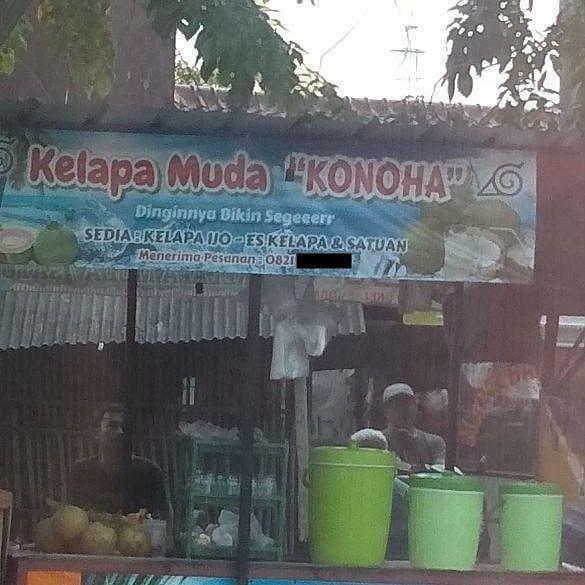 Kelapa Muda "KONOHA"
Dinginnya Bikin Segeeerr
SEDIA : KELAPA IJO - ES KELAPA & SATUAN
Menerima Pesanan : 0821